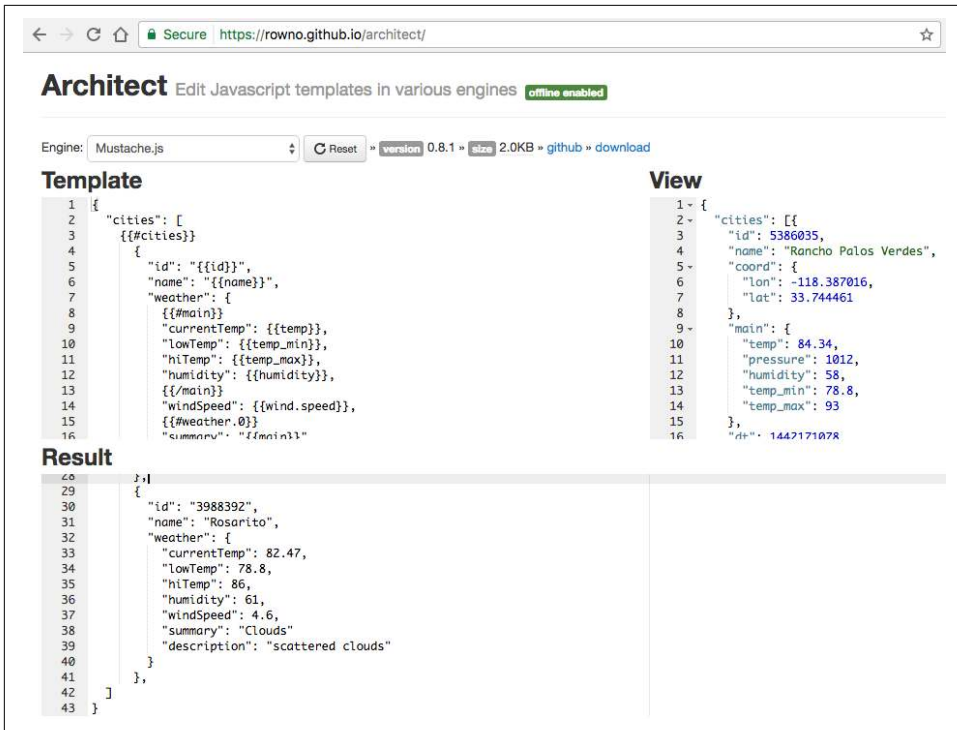 Secure https://rowno.github.io/architect/
Architect Edit Javascript templates in various engines offline enabled
Engine: Mustache.js Reset » version 0.8.1 » size 2.0KB » github » download
Template
1 {
2 "cities": [
3 {{#cities}}
4 {
5 "id": "{{id}}",
6 "name": "{{name}}",
7 "weather": {
8 {{#main}}
9 "currentTemp": {{temp}},
10 "lowTemp": {{temp_min}},
11 "hiTemp": {{temp_max}},
12 "humidity": {{humidity}},
13 {{/main}}
14 "windSpeed": {{wind.speed}},
15 {{#weather.0}}
16 "summary": "{{main}}"
View
1 {
2 "cities": [{
3 "id": 5386035,
4 "name": "Rancho Palos Verdes",
5 "coord": {
6 "lon": -118.387016,
7 "lat": 33.744461
8 },
9 "main": {
10 "temp": 84.34,
11 "pressure": 1012,
12 "humidity": 58,
13 "temp_min": 78.8,
14 "temp_max": 93
15 },
16 "dt": 1442171078
Result
28 },
29 {
30 "id": "3988392",
31 "name": "Rosarito",
32 "weather": {
33 "currentTemp": 82.47,
34 "lowTemp": 78.8,
35 "hiTemp": 86,
36 "humidity": 61,
37 "windSpeed": 4.6,
38 "summary": "Clouds"
39 "description": "scattered clouds"
40 }
41 },
42 ]
43 }